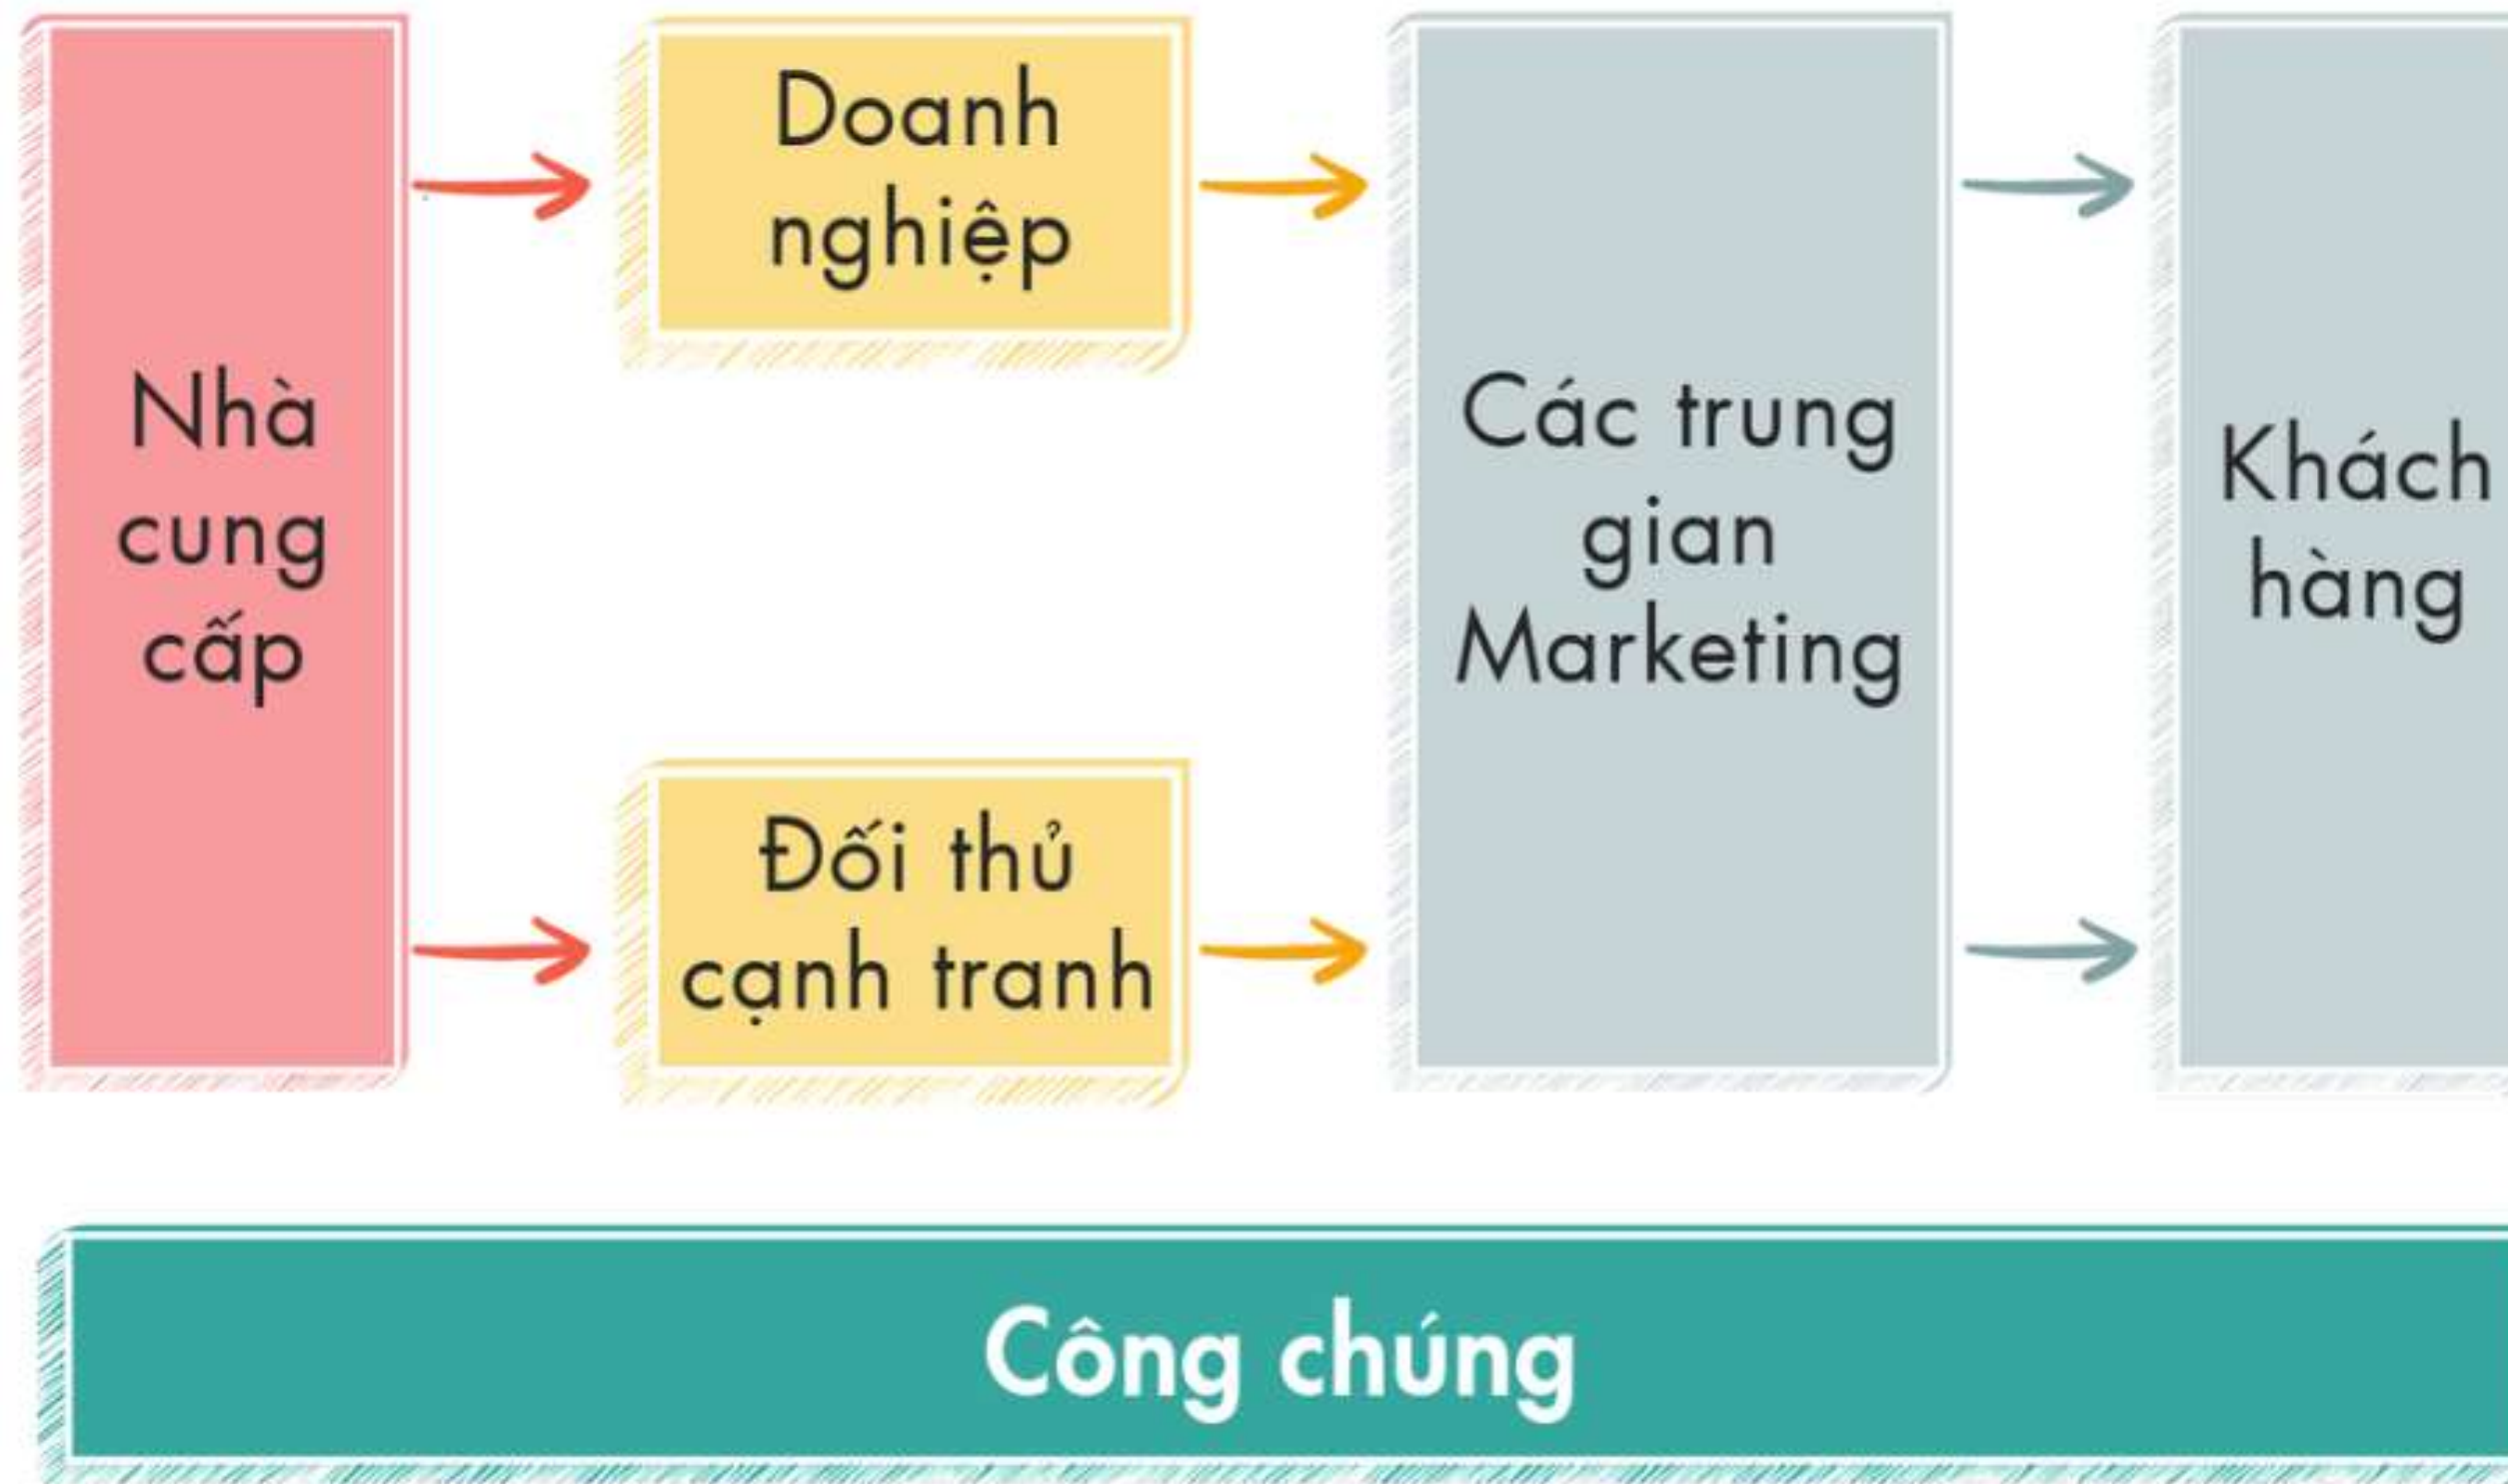 Nhà
cung
cấp
Doanh
nghiệp
Đối thủ
cạnh tranh
Các trung
gian
Marketing
Khách
hàng
Công chúng